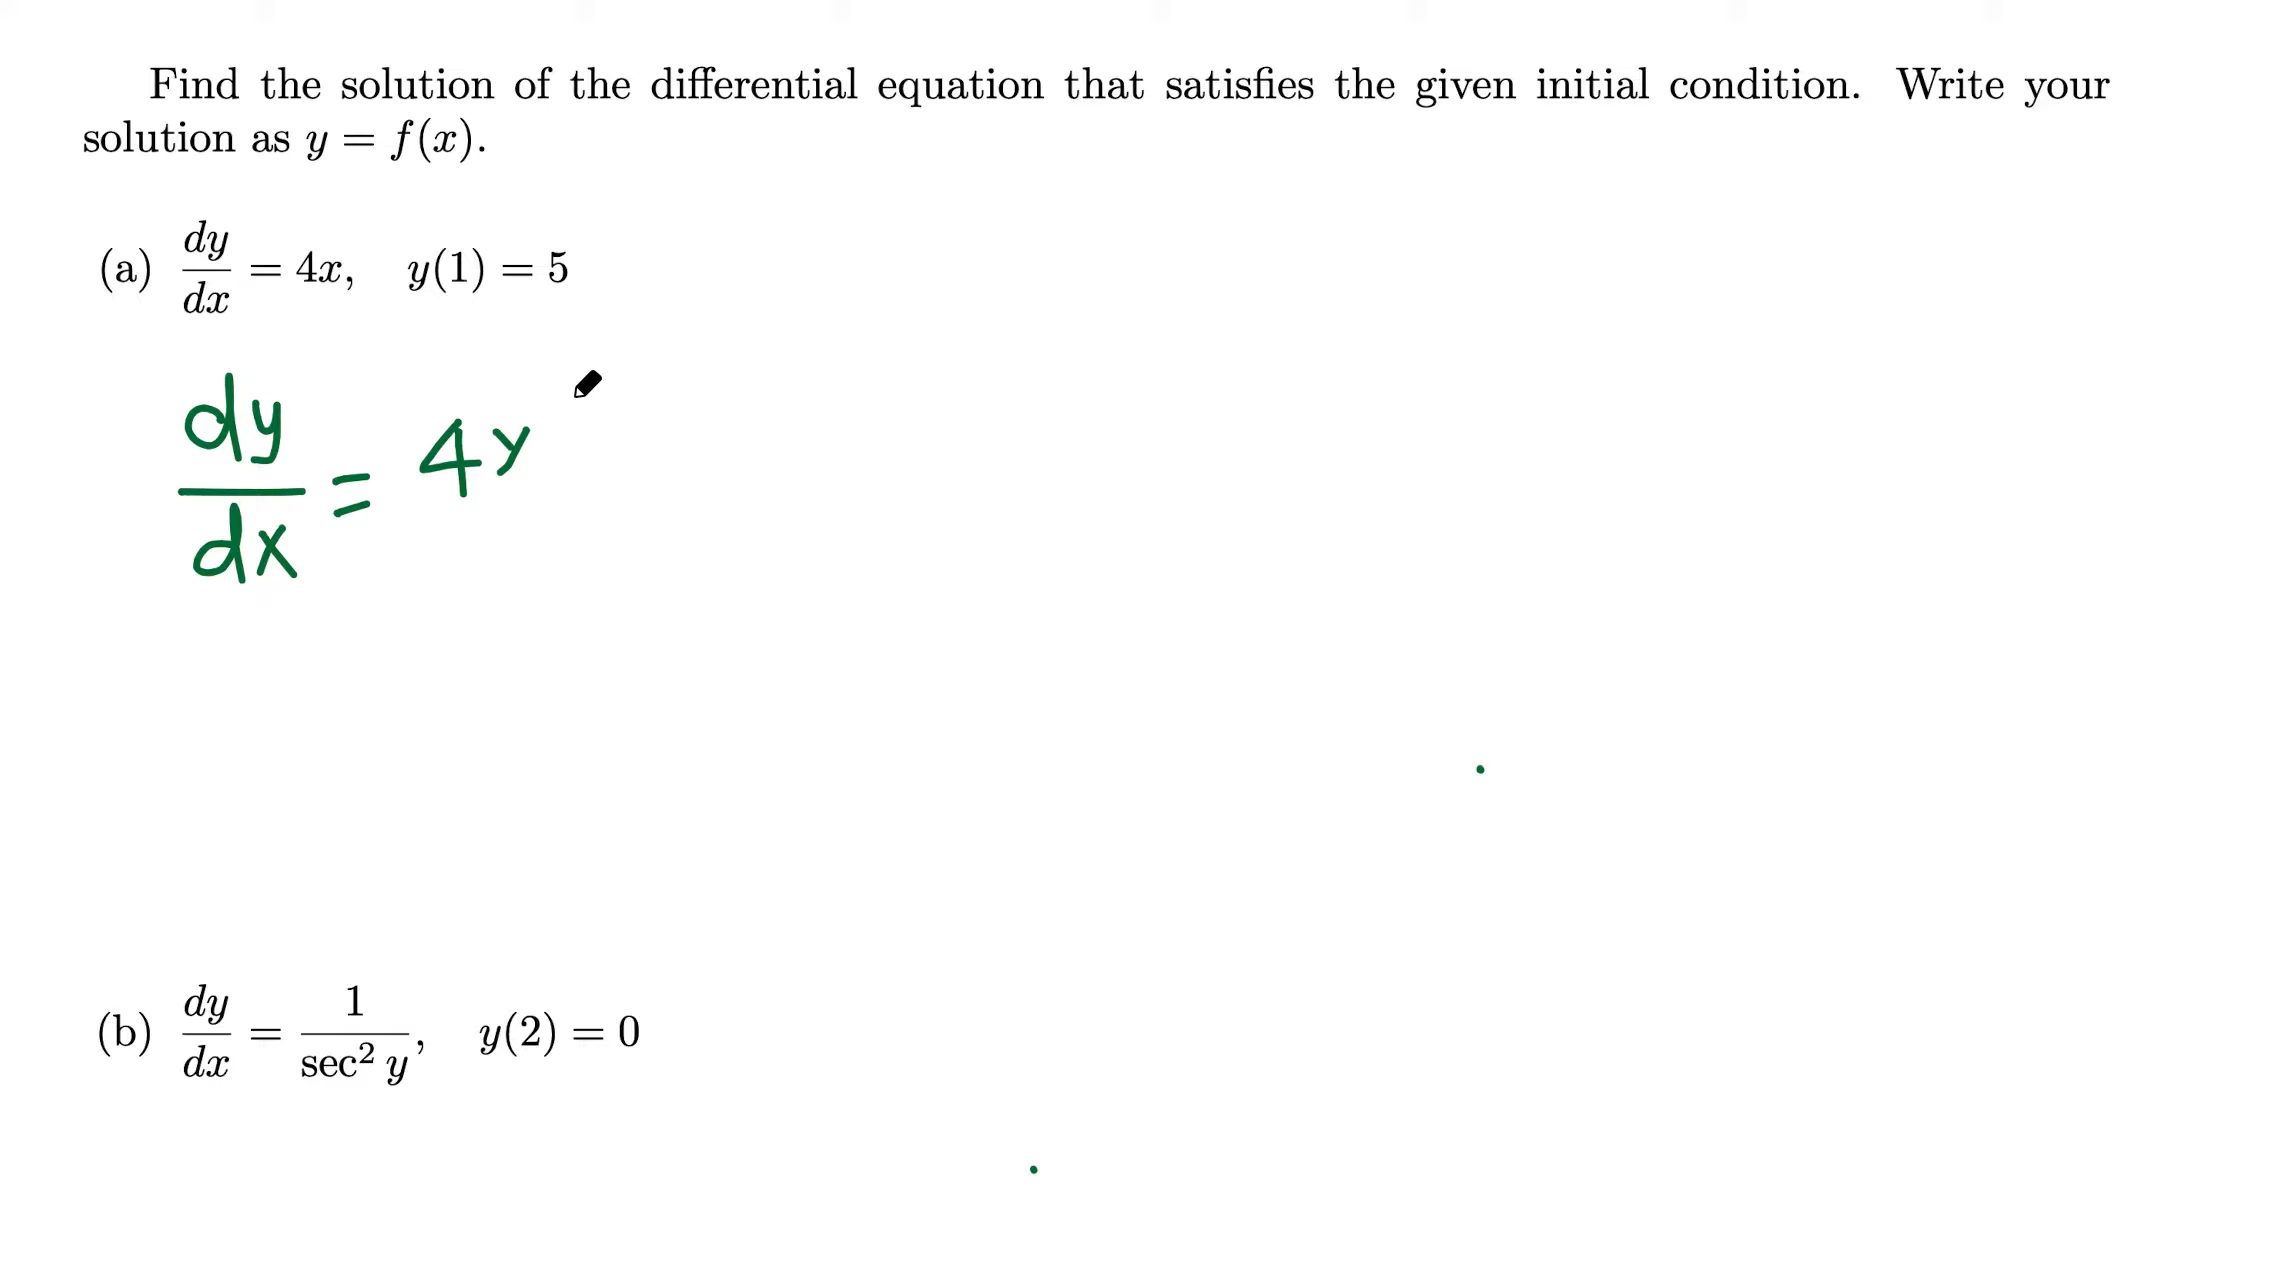 Find the solution of the differential equation that satisfies the given initial condition. Write your
solution as y = f(x).
(a) dy/dx = 4x, y(1) = 5
dy/dx = 4y
(b) dy/dx = 1/sec² y, y(2) = 0